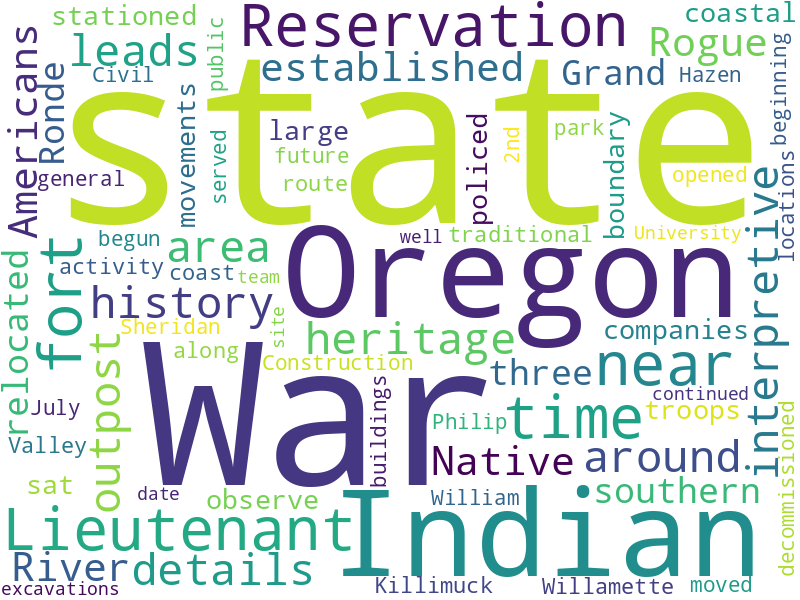 stationed
Reservation
coastal
leads
public
Rogue
Americans
Civil
Ronde
established
Grand
Hazen
beginning
state
movements
served
large
future
route
policed
2nd
park
boundary
opened
general
locations
interpretive
begun
area
well
traditional
University
activity
coast
team
Oregon
fort
relocated
history
Sheridan
site
heritage
companies
outpost
along
War
Construction
three
near
continued
buildings
July
Philip
time
troops
decommissioned
Valley
Native
around
sat
date
observe
William
southern
Lieutenant
Indian
River
details
excavations
Killimuck
Willamette
moved